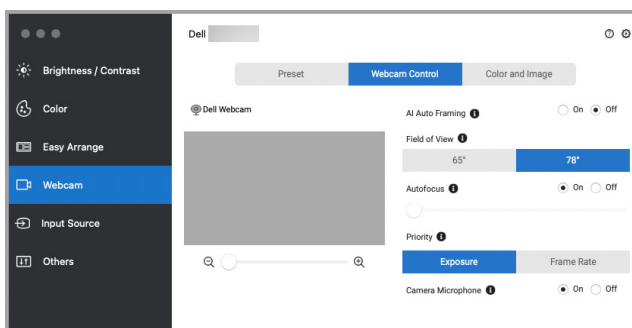 Dell
Brightness / Contrast
Color
Easy Arrange
Webcam
Input Source
Others
Preset
Webcam Control
Color and Image
Dell Webcam
AI Auto Framing
On Off
Field of View
65°
78°
Autofocus
On Off
Priority
Exposure
Frame Rate
Camera Microphone
On Off